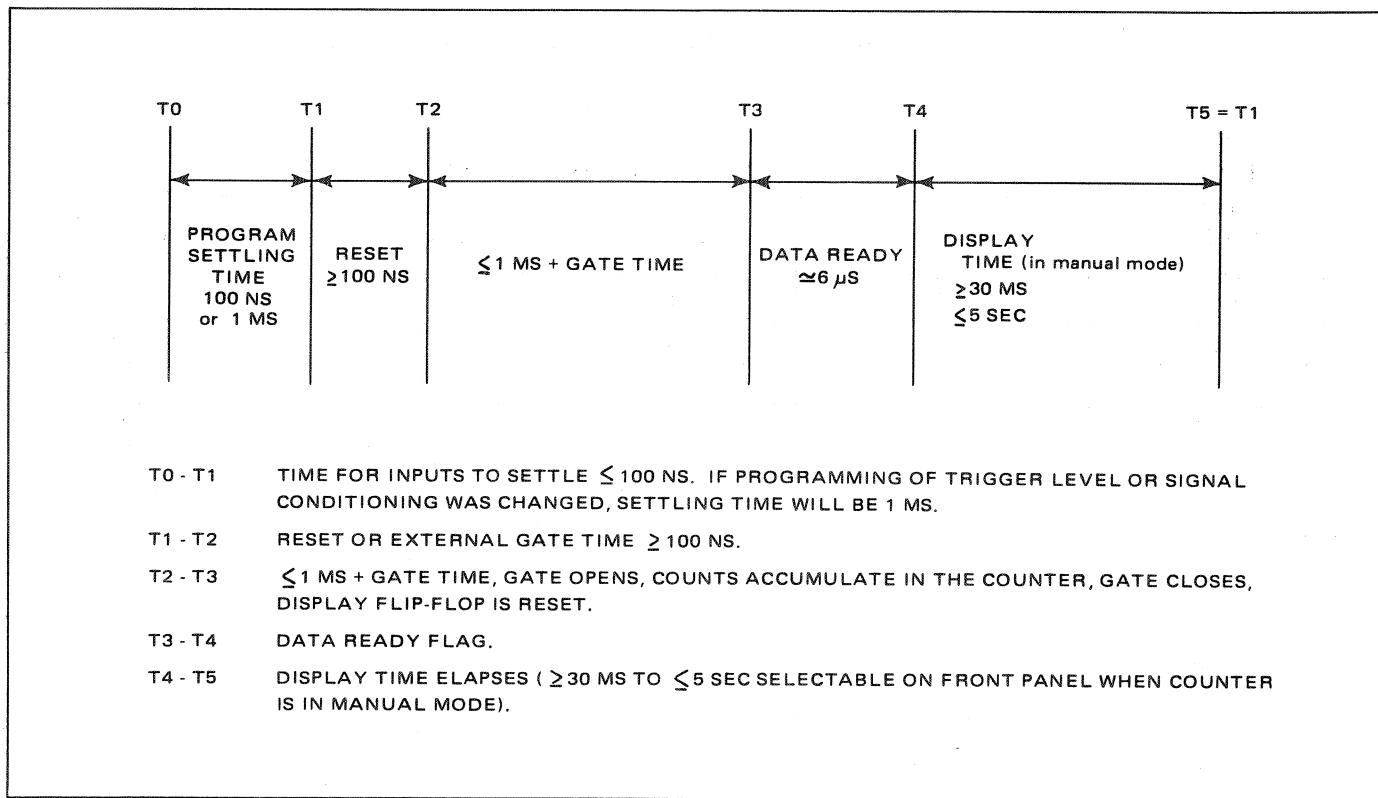 T0 T1 T2 T3 T4 T5 = T1
PROGRAM
SETTLING
TIME
100 NS
or 1 MS
RESET
≥100 NS
≤1 MS + GATE TIME
DATA READY
≃6 µS
DISPLAY
TIME (in manual mode)
≥30 MS
≤5 SEC
T0 - T1 TIME FOR INPUTS TO SETTLE ≤ 100 NS. IF PROGRAMMING OF TRIGGER LEVEL OR SIGNAL
CONDITIONING WAS CHANGED, SETTLING TIME WILL BE 1 MS.
T1 - T2 RESET OR EXTERNAL GATE TIME ≥ 100 NS.
T2 - T3 ≤1 MS + GATE TIME, GATE OPENS, COUNTS ACCUMULATE IN THE COUNTER, GATE CLOSES,
DISPLAY FLIP-FLOP IS RESET.
T3 - T4 DATA READY FLAG.
T4 - T5 DISPLAY TIME ELAPSES ( ≥30 MS TO ≤5 SEC SELECTABLE ON FRONT PANEL WHEN COUNTER
IS IN MANUAL MODE).